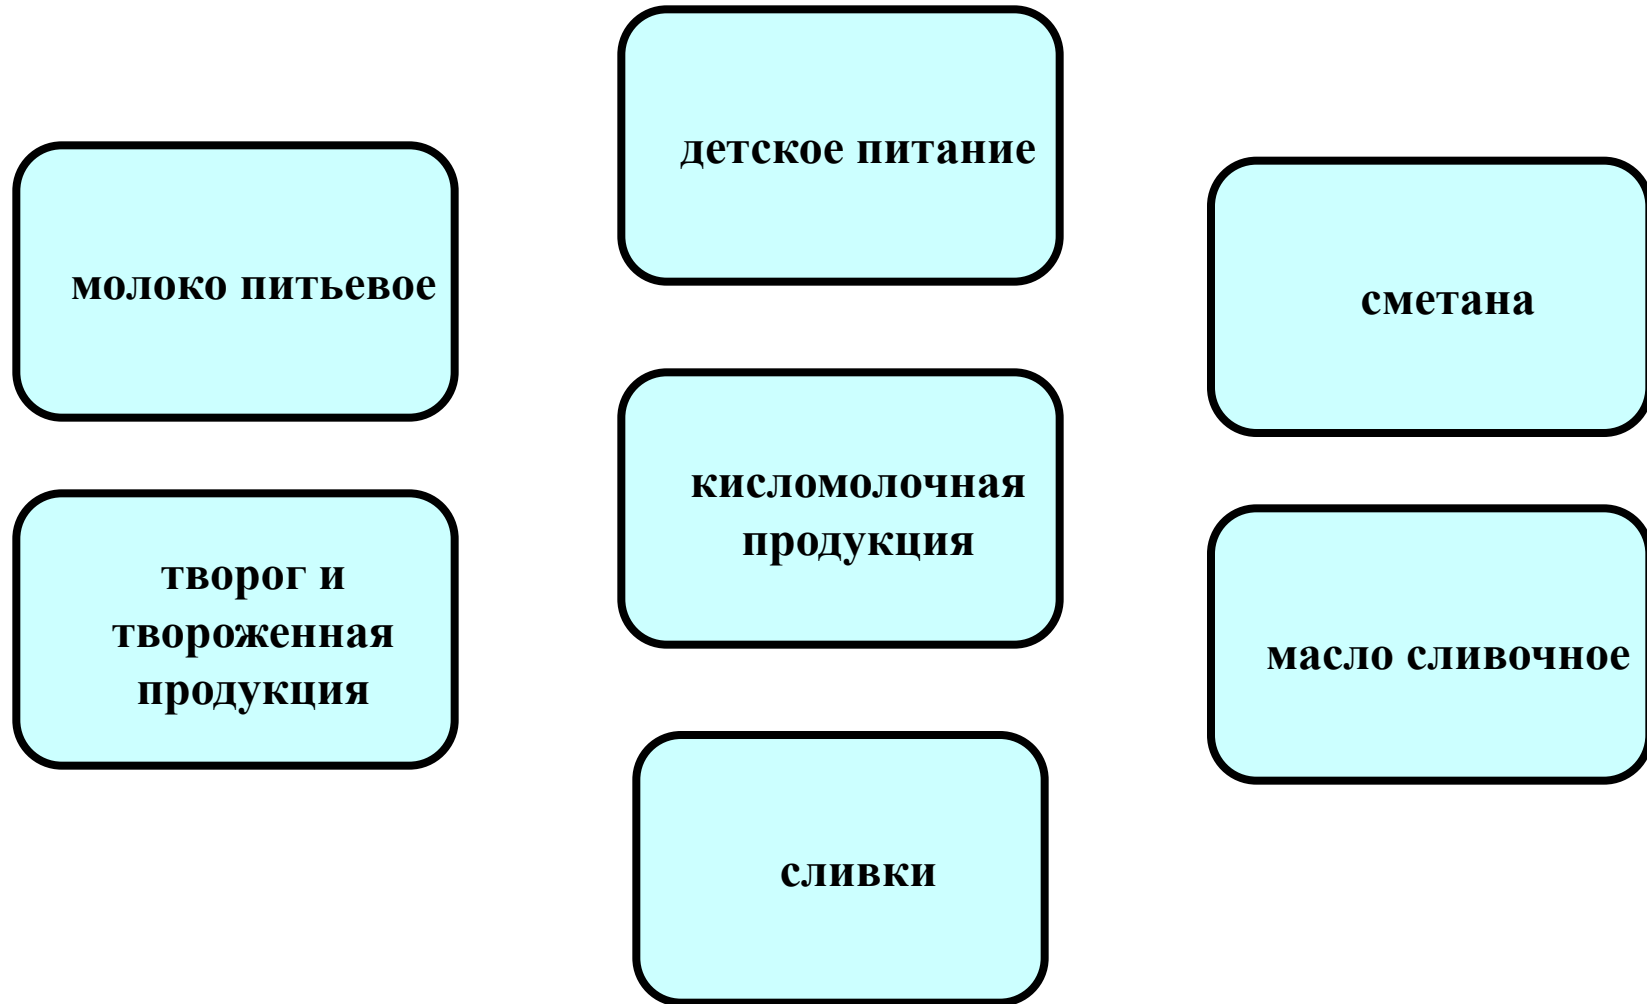 детское питание
молоко питьевое
сметана
кисломолочная
продукция
творог и
твороженная
продукция
масло сливочное
сливки